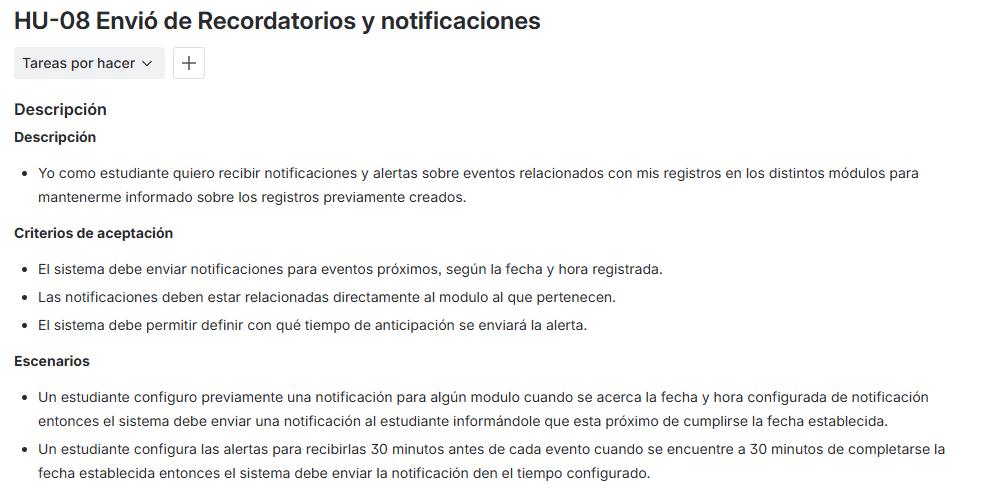 HU-08 Envió de Recordatorios y notificaciones
Tareas por hacer
Descripción
Descripción
Yo como estudiante quiero recibir notificaciones y alertas sobre eventos relacionados con mis registros en los distintos módulos para
mantenerme informado sobre los registros previamente creados.
Criterios de aceptación
El sistema debe enviar notificaciones para eventos próximos, según la fecha y hora registrada.
Las notificaciones deben estar relacionadas directamente al modulo al que pertenecen.
El sistema debe permitir definir con qué tiempo de anticipación se enviará la alerta.
Escenarios
Un estudiante configuro previamente una notificación para algún modulo cuando se acerca la fecha y hora configurada de notificación
entonces el sistema debe enviar una notificación al estudiante informándole que esta próximo de cumplirse la fecha establecida.
Un estudiante configura las alertas para recibirlas 30 minutos antes de cada evento cuando se encuentre a 30 minutos de completarse la
fecha establecida entonces el sistema debe enviar la notificación den el tiempo configurado.